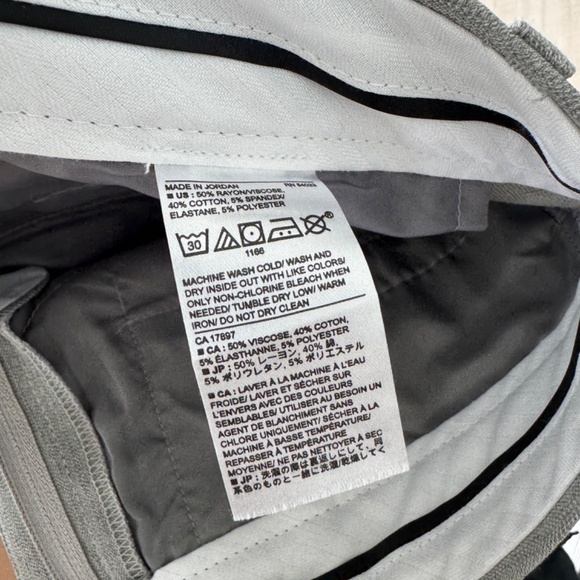 MADE IN JORDAN RN 54023
■ US : 50% RAYON/VISCOSE,
40% COTTON, 5% SPANDEX/
ELASTANE, 5% POLYESTER
30
1166
MACHINE WASH COLD/ WASH AND
DRY INSIDE OUT WITH LIKE COLORS/
ONLY NON-CHLORINE BLEACH WHEN
NEEDED/ TUMBLE DRY LOW/ WARM
IRON/ DO NOT DRY CLEAN
CA 17897
■ CA : 50% VISCOSE, 40% COTON,
5% ÉLASTHANNE, 5% POLYESTER
■ JP : 50% レーヨン, 40% 綿,
5% ポリウレタン, 5% ポリエステル
■ CA : LAVER À LA MACHINE À L'EAU
FROIDE/ LAVER ET SÉCHER SUR
L'ENVERS AVEC DES COULEURS
SEMBLABLES/ UTILISER AU BESOIN UN
AGENT DE BLANCHIMENT SANS
CHLORE UNIQUEMENT/ SÉCHER À LA
MACHINE À BASSE TEMPÉRATURE/
REPASSER À TEMPÉRATURE
MOYENNE/ NE PAS NETTOYER À SEC
■ JP : 洗濯の際は裏返しにして、同
系色のものと一緒に洗濯/乾燥して